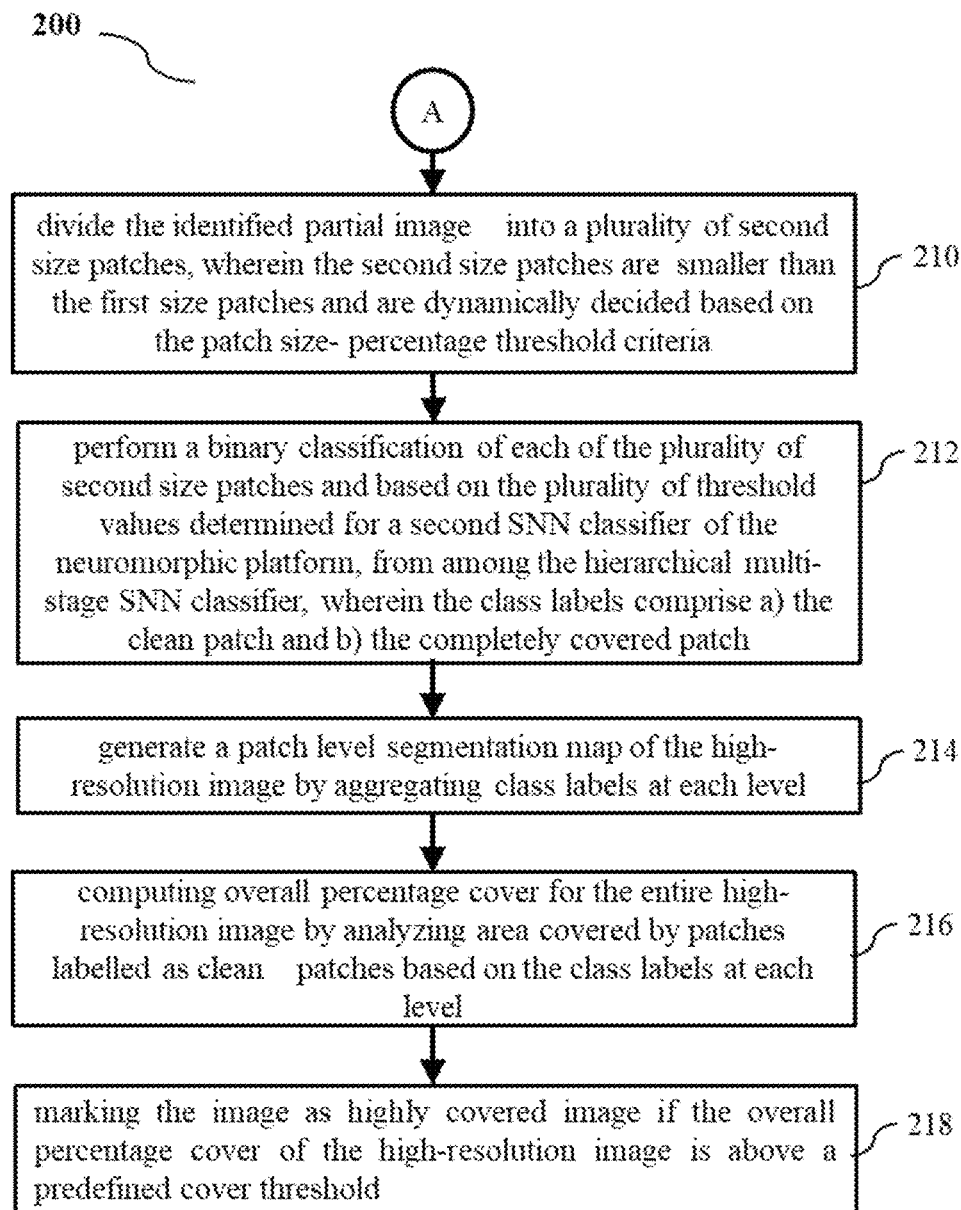 200
A
divide the identified partial image into a plurality of second
size patches, wherein the second size patches are smaller than
the first size patches and are dynamically decided based on
the patch size- percentage threshold criteria
210
perform a binary classification of each of the plurality of
second size patches and based on the plurality of threshold
values determined for a second SNN classifier of the
neuromorphic platform, from among the hierarchical multi-
stage SNN classifier, wherein the class labels comprise a) the
clean patch and b) the completely covered patch
212
generate a patch level segmentation map of the high-
resolution image by aggregating class labels at each level
214
computing overall percentage cover for the entire high-
resolution image by analyzing area covered by patches
labelled as clean patches based on the class labels at each
level
216
marking the image as highly covered image if the overall
percentage cover of the high-resolution image is above a
predefined cover threshold
218